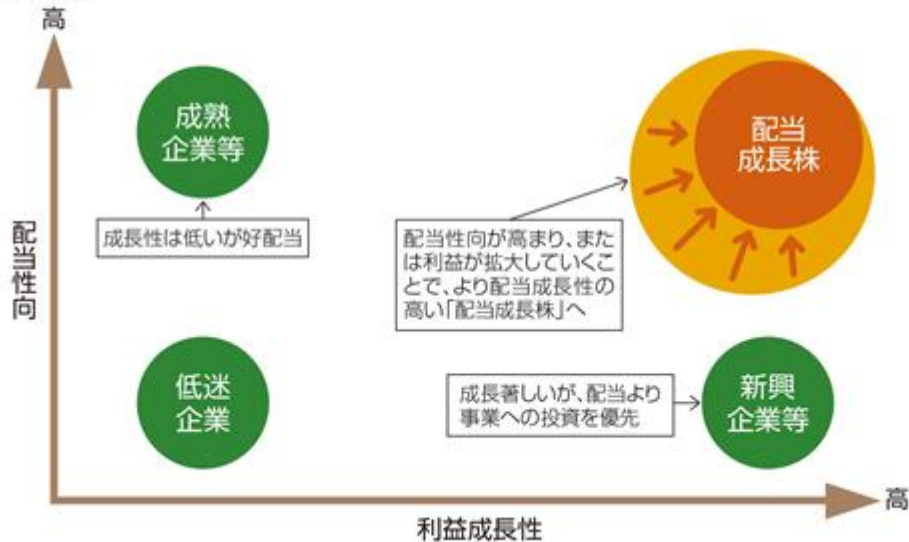 高
成熟
企業等
配当
成長株
成長性は低いが好配当
配当性向
配当性向が高まり、また
は利益が拡大していくこ
とで、より配当成長性の
高い「配当成長株」へ
低迷
企業
成長著しいが、配当より
事業への投資を優先
新興
企業等
高
利益成長性